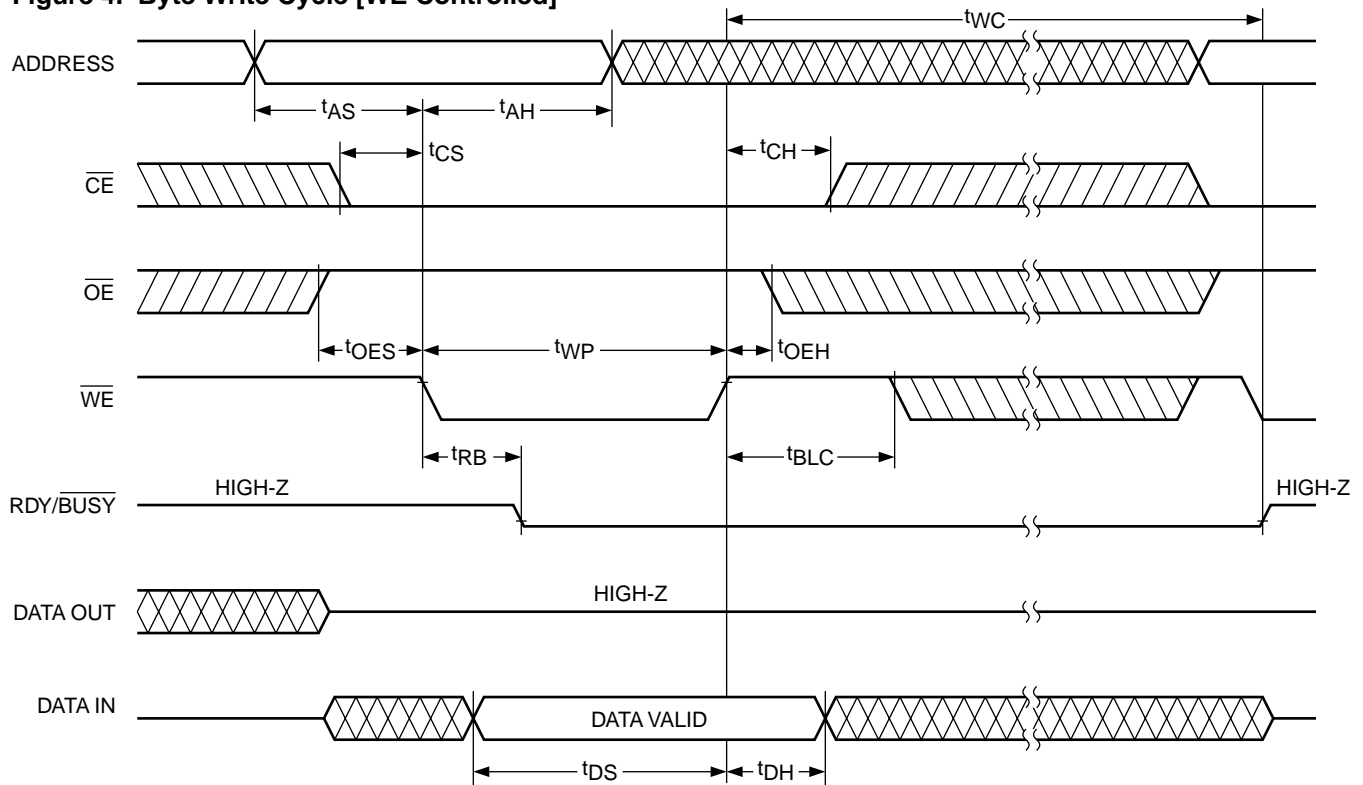 Figure 4. Byte Write Cycle [WE Controlled]
tWC
ADDRESS
tAS
tAH
tCS
tCH
CE
OE
tOES
tWP
tOEH
WE
tRB
tBLC
HIGH-Z
HIGH-Z
RDY/BUSY
HIGH-Z
DATA OUT
DATA IN
DATA VALID
tDS
tDH